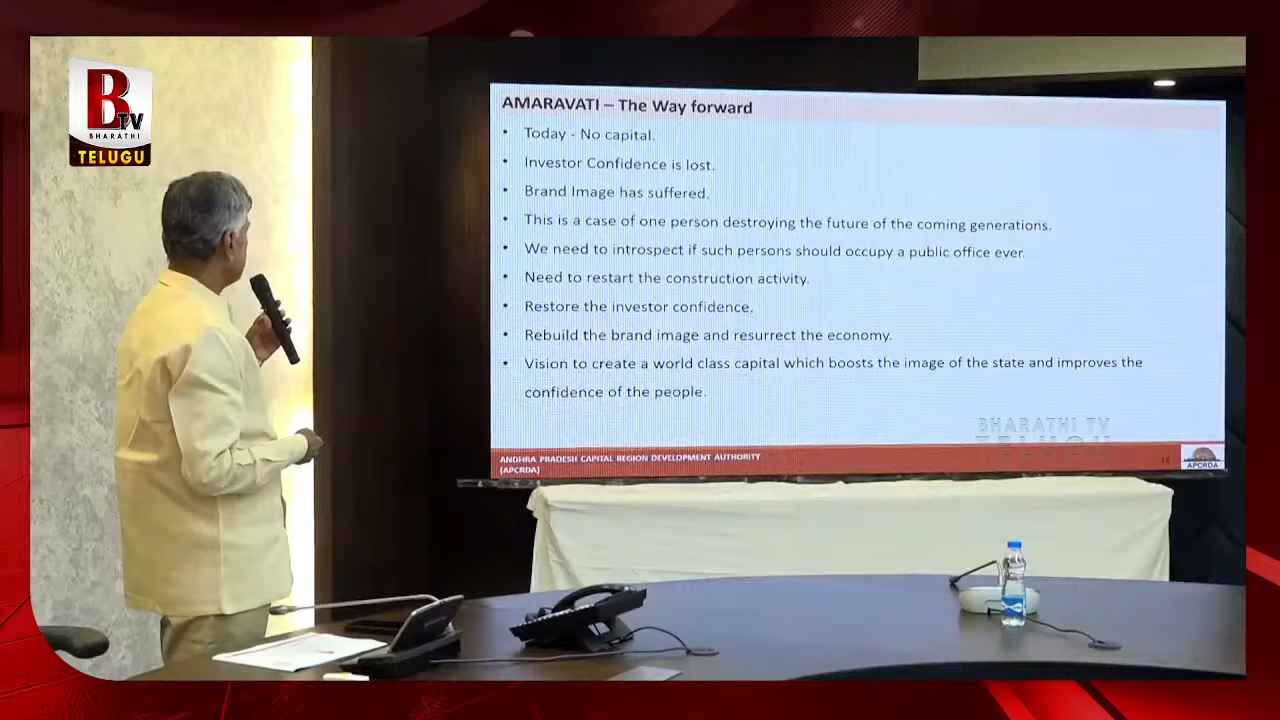 B
TV
BHARATHI
TELUGU
AMARAVATI – The Way forward
• Today - No capital.
• Investor Confidence is lost.
• Brand Image has suffered.
• This is a case of one person destroying the future of the coming generations.
• We need to introspect if such persons should occupy a public office ever.
• Need to restart the construction activity.
• Restore the investor confidence.
• Rebuild the brand image and resurrect the economy.
• Vision to create a world class capital which boosts the image of the state and improves the
confidence of the people.
BHARATHI TV
TELUGU
ANDHRA PRADESH CAPITAL REGION DEVELOPMENT AUTHORITY
(APCRDA)
APCRDA